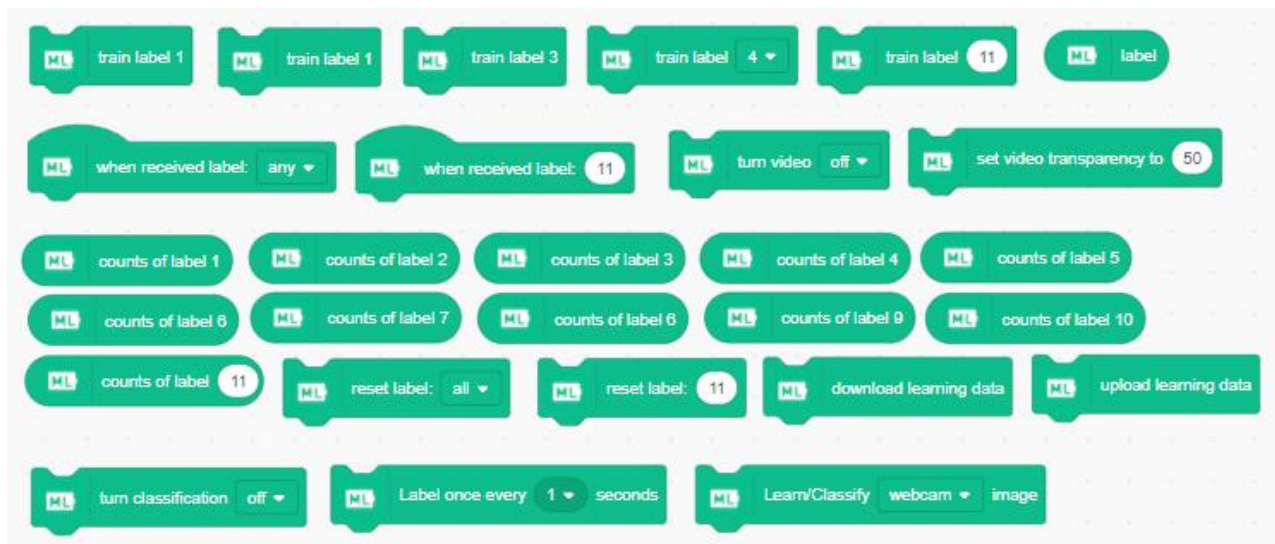 ML train label 1 ML train label 1 ML train label 3 ML train label 4 ML train label 11 ML label
ML when received label: any ML when received label: 11 ML turn video off ML set video transparency to 50
ML counts of label 1 ML counts of label 2 ML counts of label 3 ML counts of label 4 ML counts of label 5
ML counts of label 6 ML counts of label 7 ML counts of label 6 ML counts of label 9 ML counts of label 10
ML counts of label 11 ML reset label: all ML reset label: 11 ML download learning data ML upload learning data
ML turn classification off ML Label once every 1 seconds ML Learn/Classify webcam image